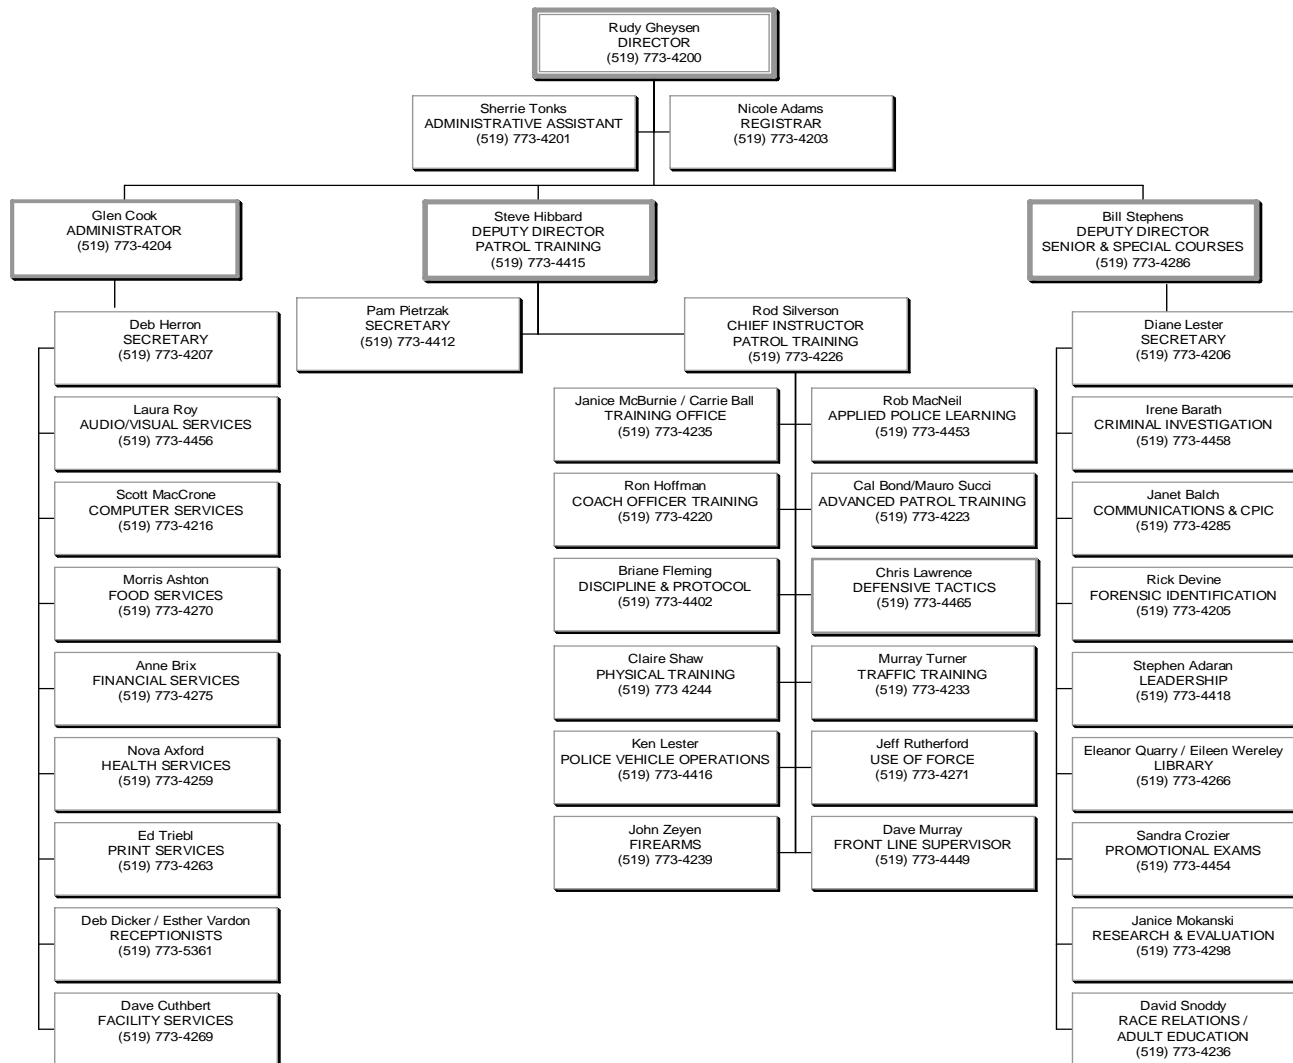 Rudy Gheysen
DIRECTOR
(519) 773-4200
Sherrie Tonks
ADMINISTRATIVE ASSISTANT
(519) 773-4201
Nicole Adams
REGISTRAR
(519) 773-4203
Glen Cook
ADMINISTRATOR
(519) 773-4204
Steve Hibbard
DEPUTY DIRECTOR
PATROL TRAINING
(519) 773-4415
Bill Stephens
DEPUTY DIRECTOR
SENIOR & SPECIAL COURSES
(519) 773-4286
Deb Herron
SECRETARY
(519) 773-4207
Laura Roy
AUDIO/VISUAL SERVICES
(519) 773-4456
Scott MacCrone
COMPUTER SERVICES
(519) 773-4216
Morris Ashton
FOOD SERVICES
(519) 773-4270
Anne Brix
FINANCIAL SERVICES
(519) 773-4275
Nova Axford
HEALTH SERVICES
(519) 773-4259
Ed Triebl
PRINT SERVICES
(519) 773-4263
Deb Dicker / Esther Vardon
RECEPTIONISTS
(519) 773-5361
Dave Cuthbert
FACILITY SERVICES
(519) 773-4269
Pam Pietrzak
SECRETARY
(519) 773-4412
Rod Silverson
CHIEF INSTRUCTOR
PATROL TRAINING
(519) 773-4226
Janice McBurnie / Carrie Ball
TRAINING OFFICE
(519) 773-4235
Rob MacNeil
APPLIED POLICE LEARNING
(519) 773-4453
Ron Hoffman
COACH OFFICER TRAINING
(519) 773-4220
Cal Bond/Mauro Succi
ADVANCED PATROL TRAINING
(519) 773-4223
Briane Fleming
DISCIPLINE & PROTOCOL
(519) 773-4402
Chris Lawrence
DEFENSIVE TACTICS
(519) 773-4465
Claire Shaw
PHYSICAL TRAINING
(519) 773 4244
Murray Turner
TRAFFIC TRAINING
(519) 773-4233
Ken Lester
POLICE VEHICLE OPERATIONS
(519) 773-4416
Jeff Rutherford
USE OF FORCE
(519) 773-4271
John Zeyen
FIREARMS
(519) 773-4239
Dave Murray
FRONT LINE SUPERVISOR
(519) 773-4449
Diane Lester
SECRETARY
(519) 773-4206
Irene Barath
CRIMINAL INVESTIGATION
(519) 773-4458
Janet Balch
COMMUNICATIONS & CPIC
(519) 773-4285
Rick Devine
FORENSIC IDENTIFICATION
(519) 773-4205
Stephen Adaran
LEADERSHIP
(519) 773-4418
Eleanor Quarry / Eileen Wereley
LIBRARY
(519) 773-4266
Sandra Crozier
PROMOTIONAL EXAMS
(519) 773-4454
Janice Mokanski
RESEARCH & EVALUATION
(519) 773-4298
David Snoddy
RACE RELATIONS /
ADULT EDUCATION
(519) 773-4236